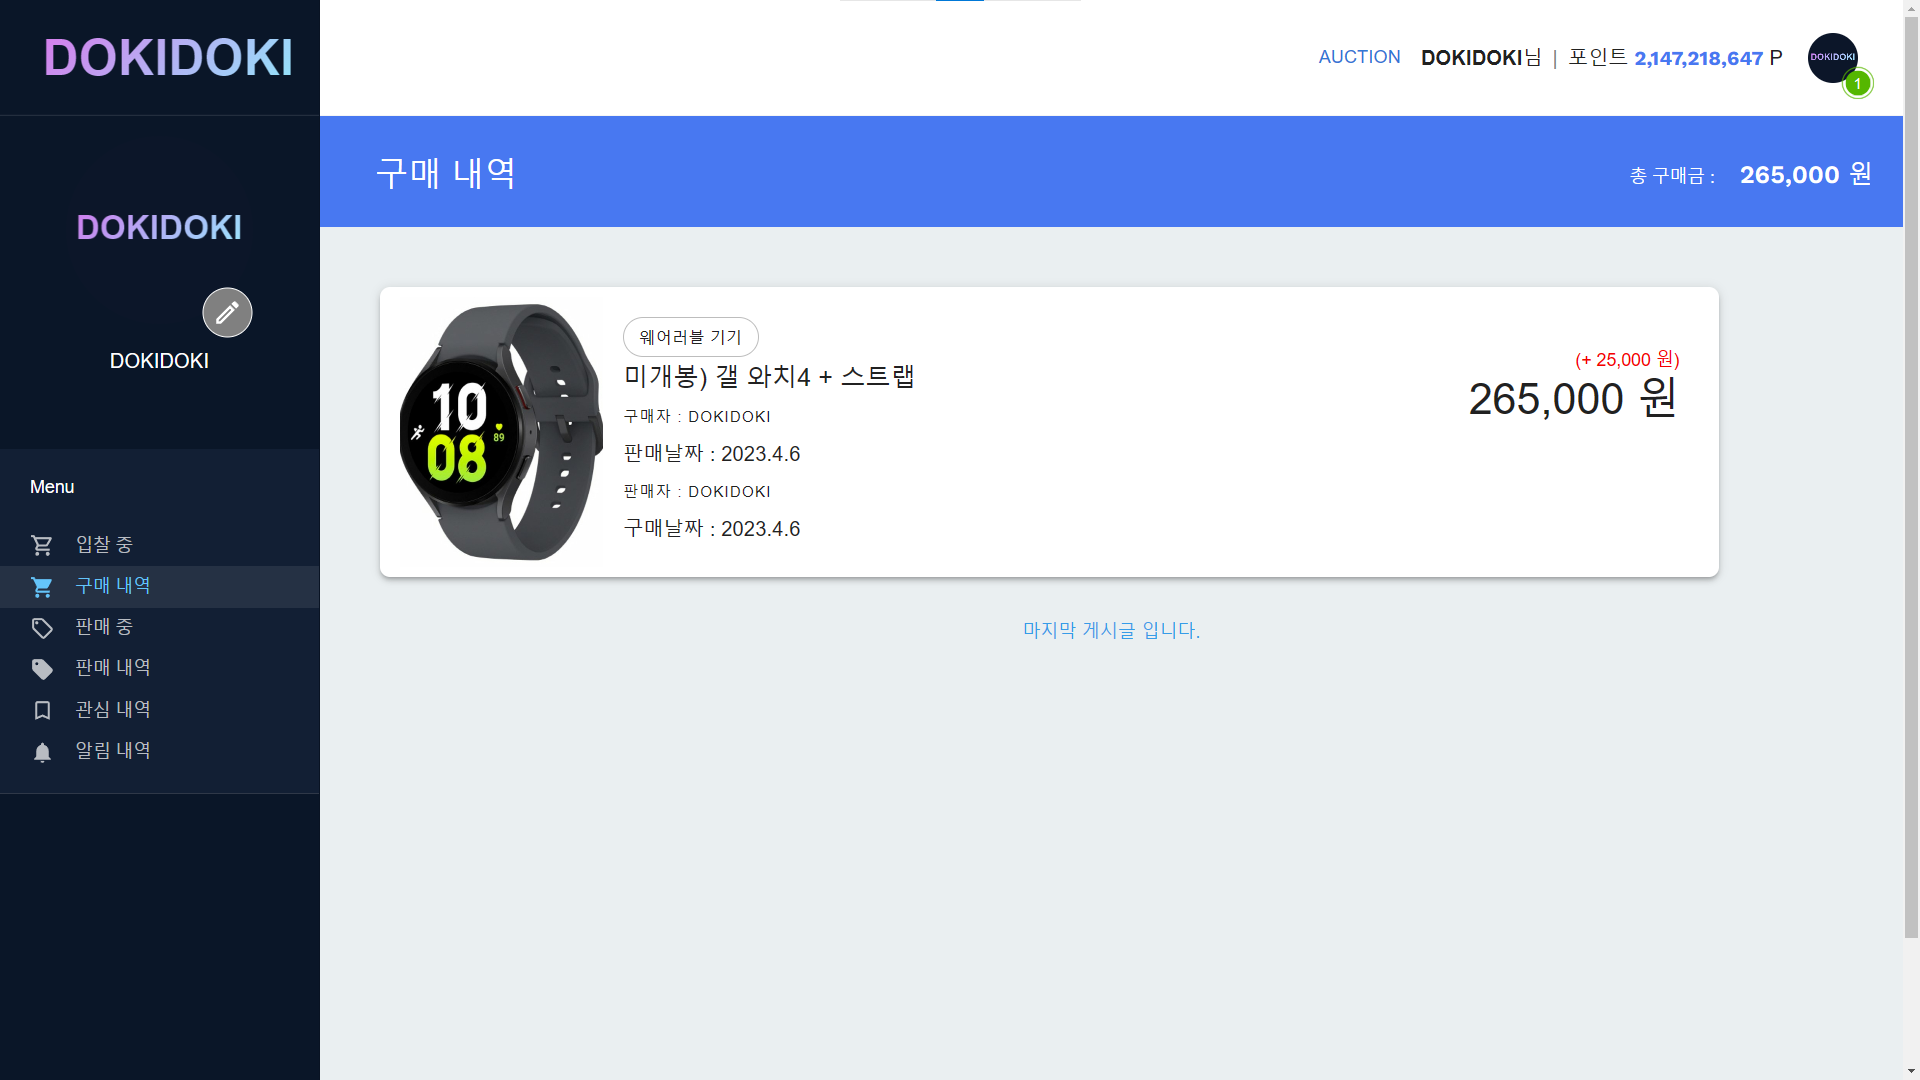 DOKIDOKI
AUCTION DOKIDOKI님 | 포인트 2,147,218,647 P
DOKIDOKI
1
DOKIDOKI
DOKIDOKI
Menu
입찰 중
구매 내역
판매 중
판매 내역
관심 내역
알림 내역
구매 내역
총 구매금 : 265,000 원
10
08
89
웨어러블 기기
미개봉) 갤 와치4 + 스트랩
구매자 : DOKIDOKI
판매날짜 : 2023.4.6
판매자 : DOKIDOKI
구매날짜 : 2023.4.6
(+ 25,000 원)
265,000 원
마지막 게시글 입니다.